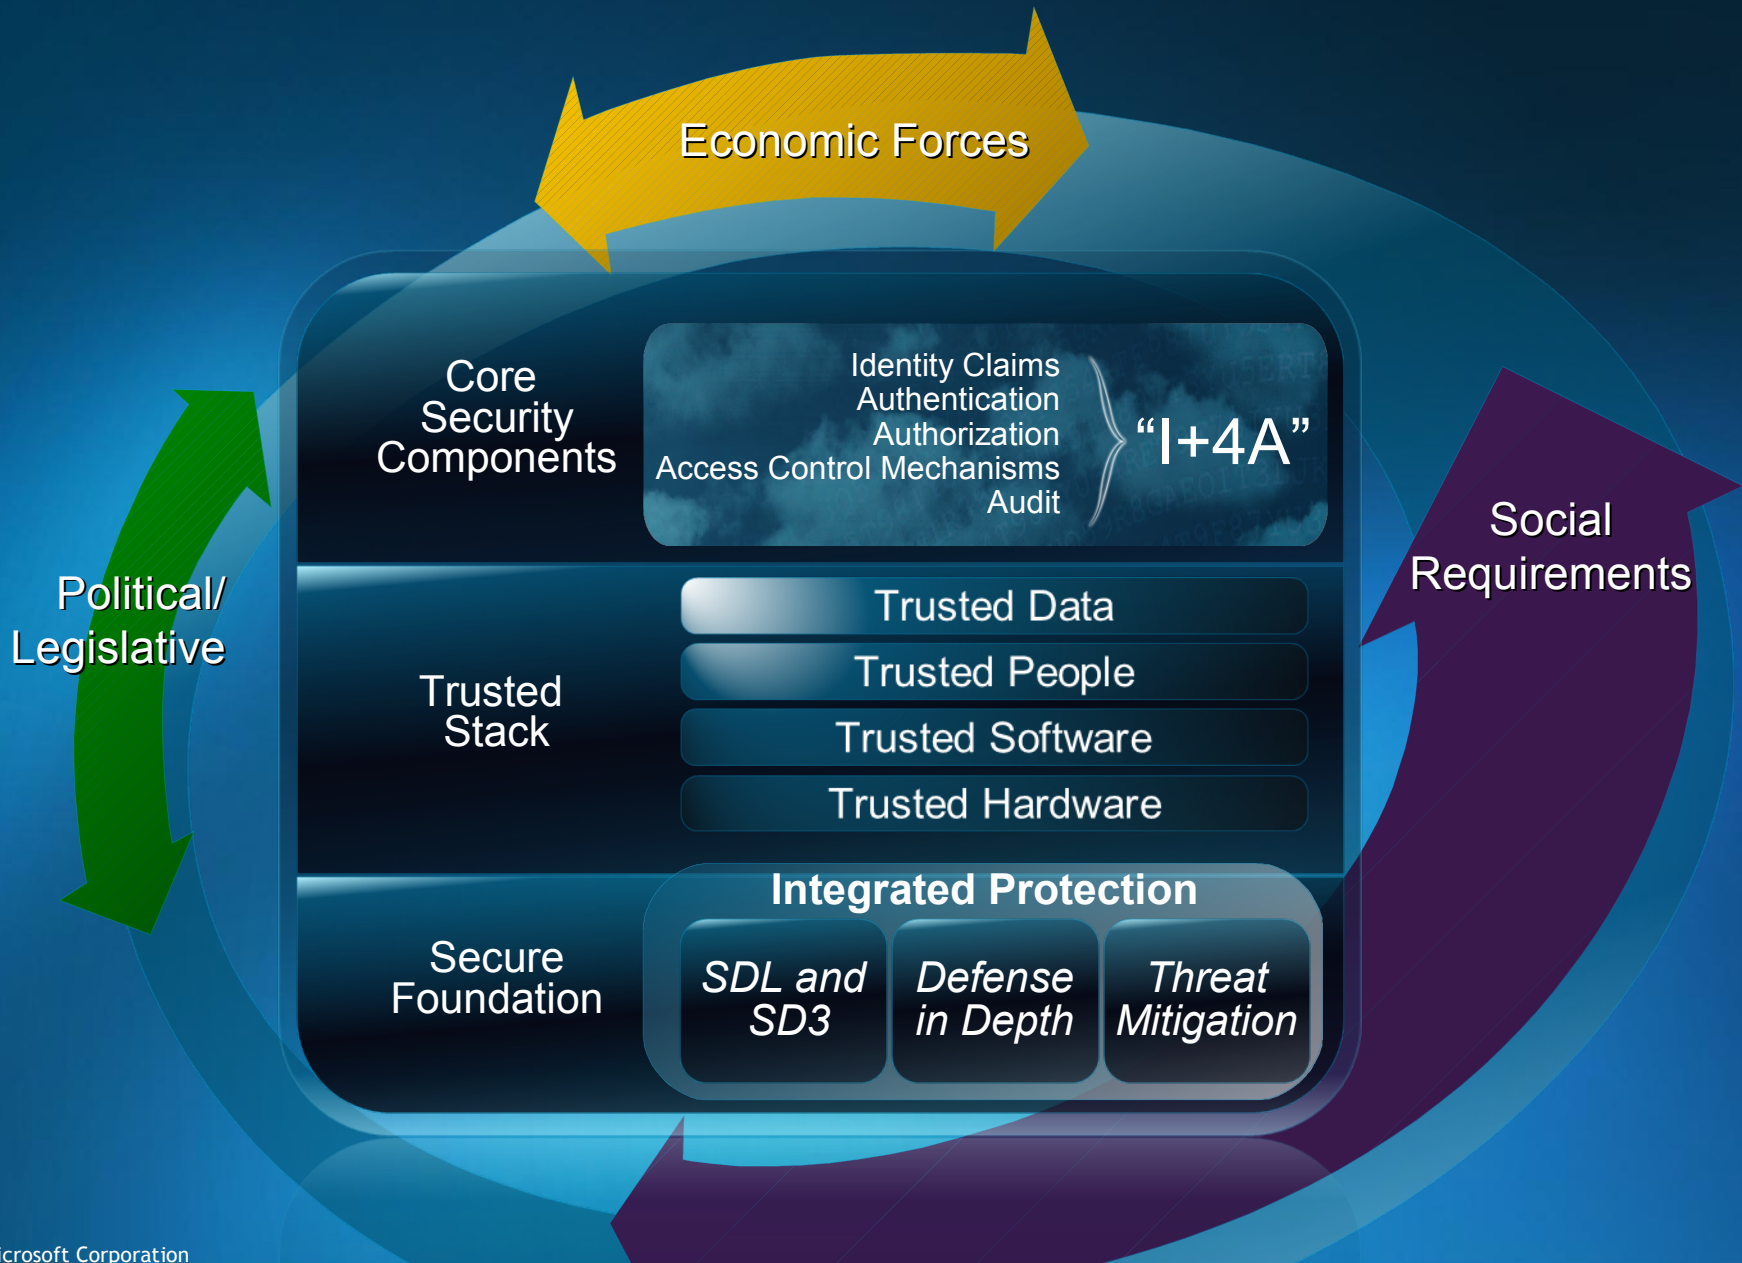 Economic Forces
Core
Security
Components
Identity Claims
Authentication
Authorization
Access Control Mechanisms
Audit
“I+4A”
Political/
Legislative
Social
Requirements
Trusted
Stack
Trusted Data
Trusted People
Trusted Software
Trusted Hardware
Secure
Foundation
Integrated Protection
SDL and
SD3
Defense
in Depth
Threat
Mitigation
icrosoft Corporation